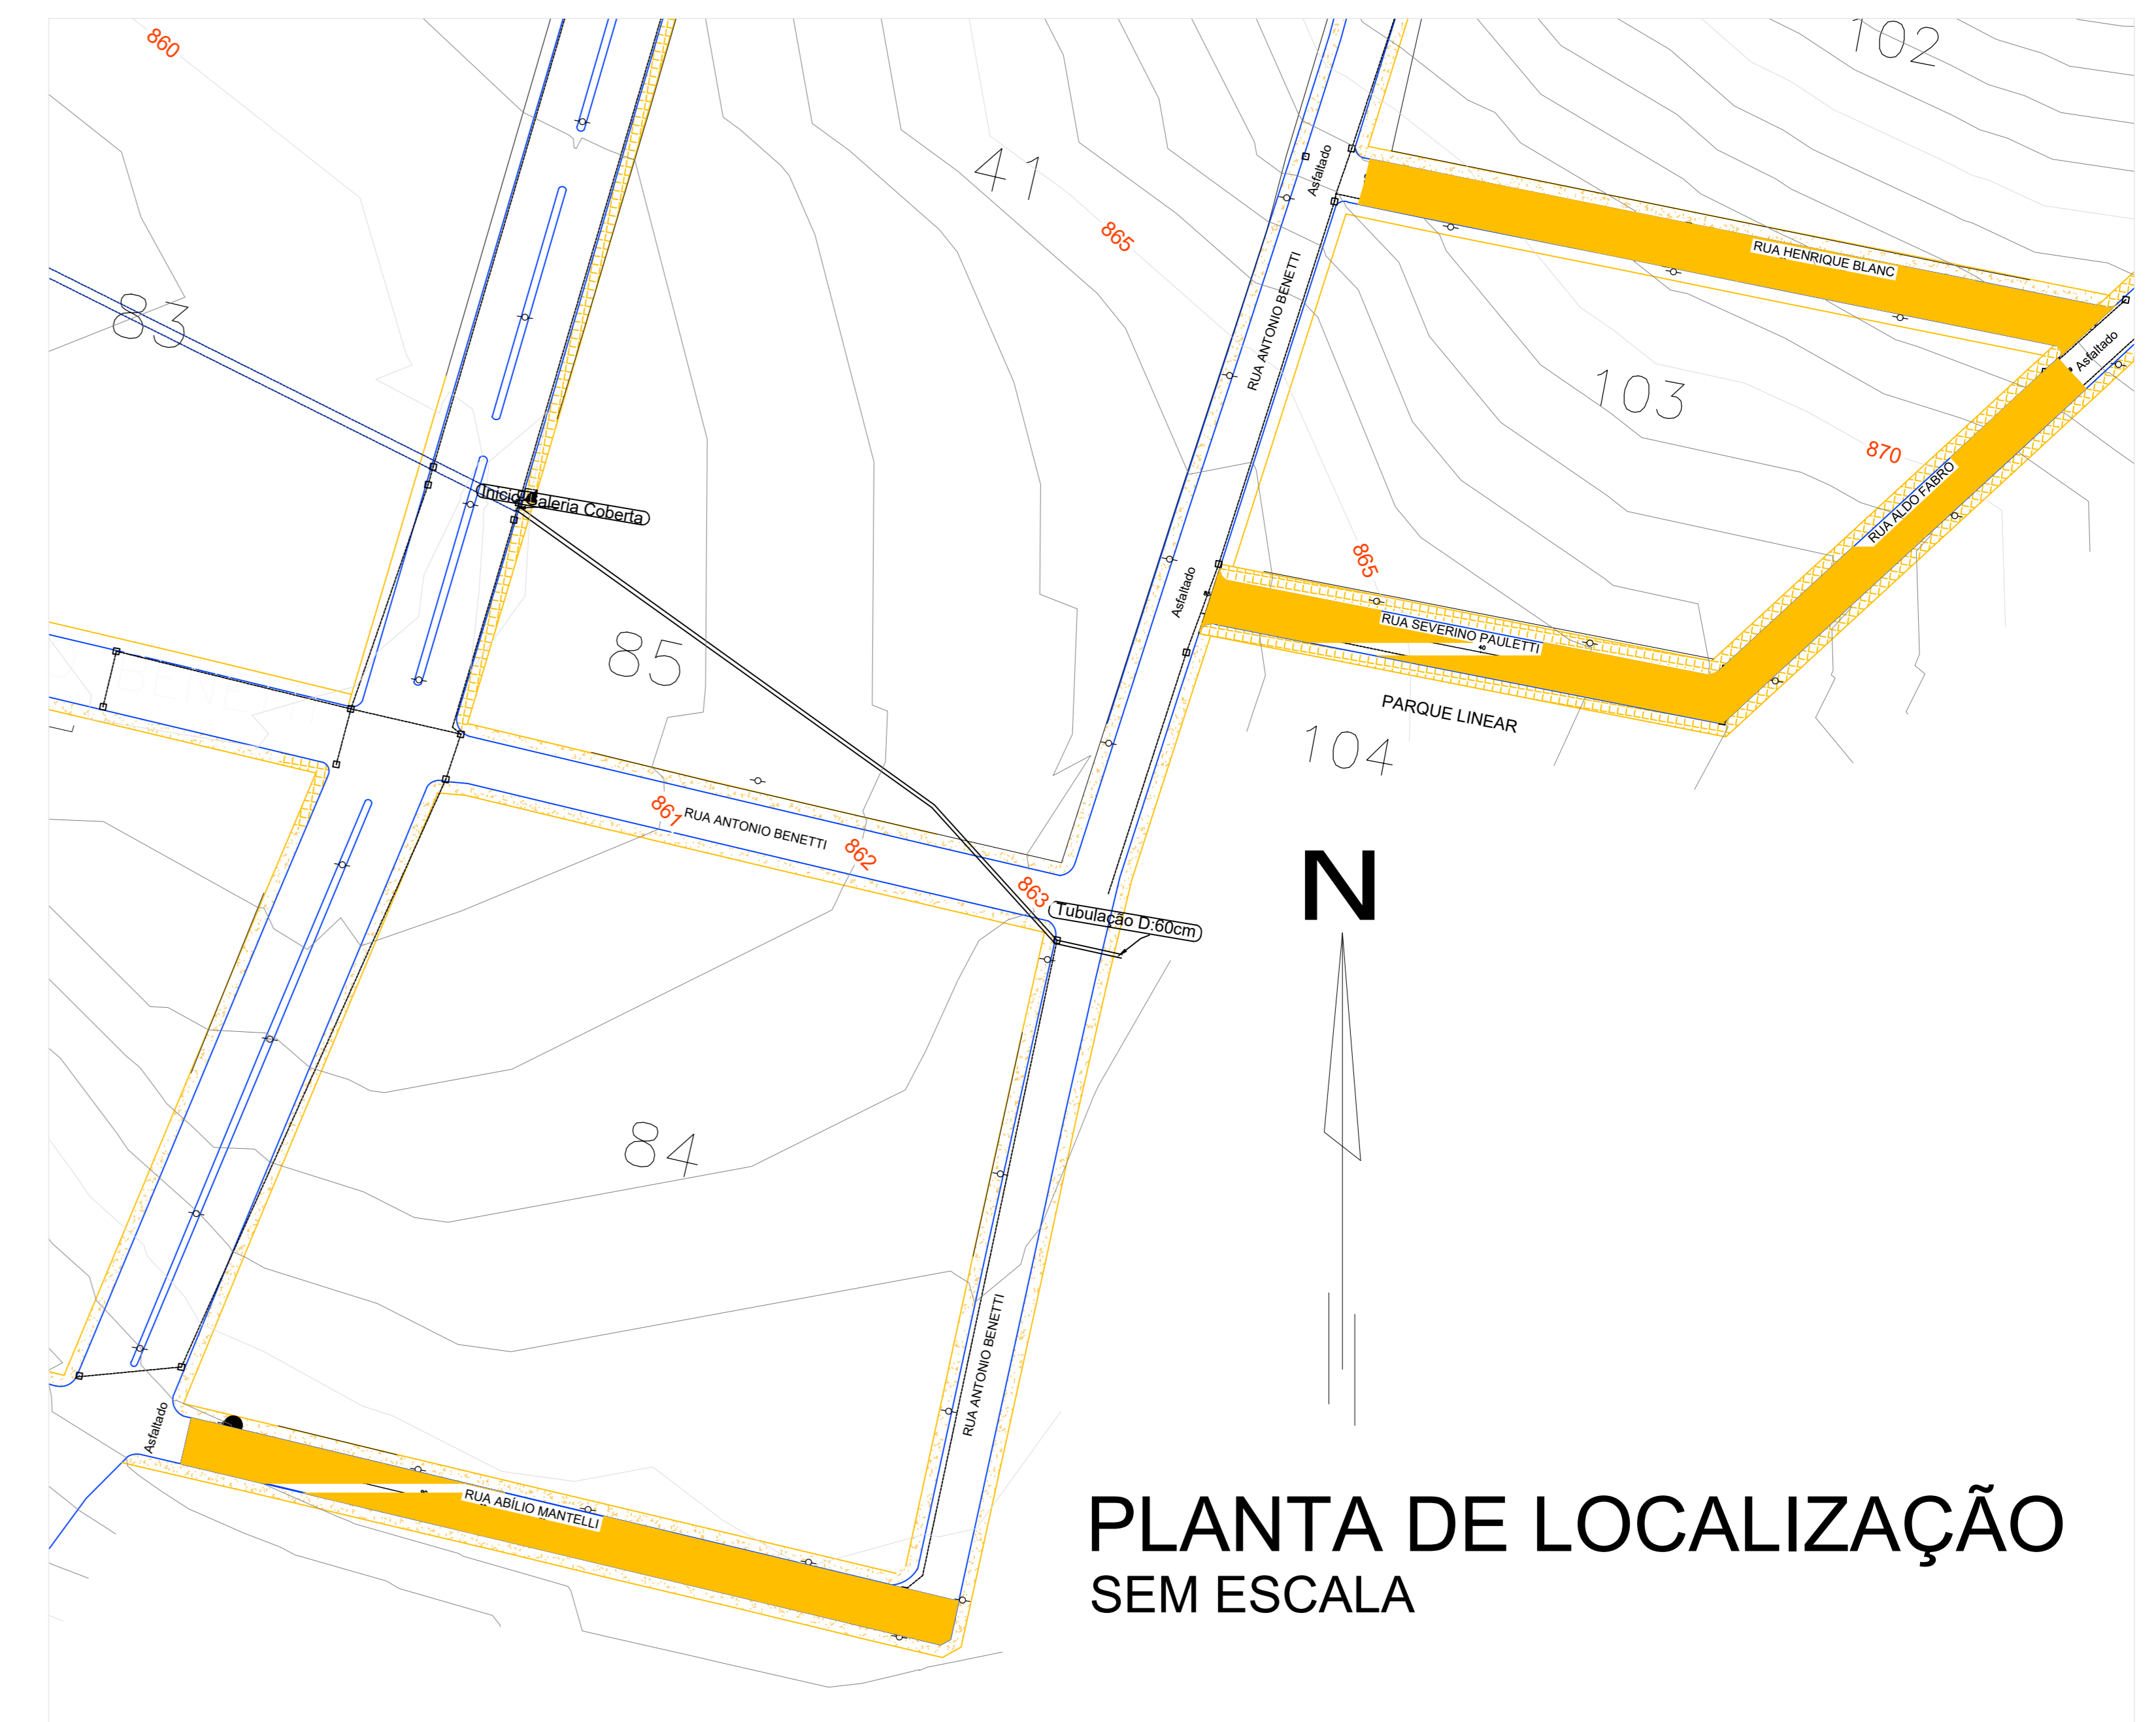 102
860
41
Asfaltado
865
RUA HENRIQUE BLANC
RUA ANTONIO BENETTI
83
Asfaltado
103
870
RUA ALDO FABRO
Inicio Galeria Coberta
865
Asfaltado
RUA SEVERINO PAULETTI
85
PARQUE LINEAR
104
861
RUA ANTONIO BENETTI
862
863
Tubulação D:60cm
N
84
RUA ANTONIO BENETTI
Asfaltado
RUA ABÍLIO MANTELLI
PLANTA DE LOCALIZAÇÃO
SEM ESCALA